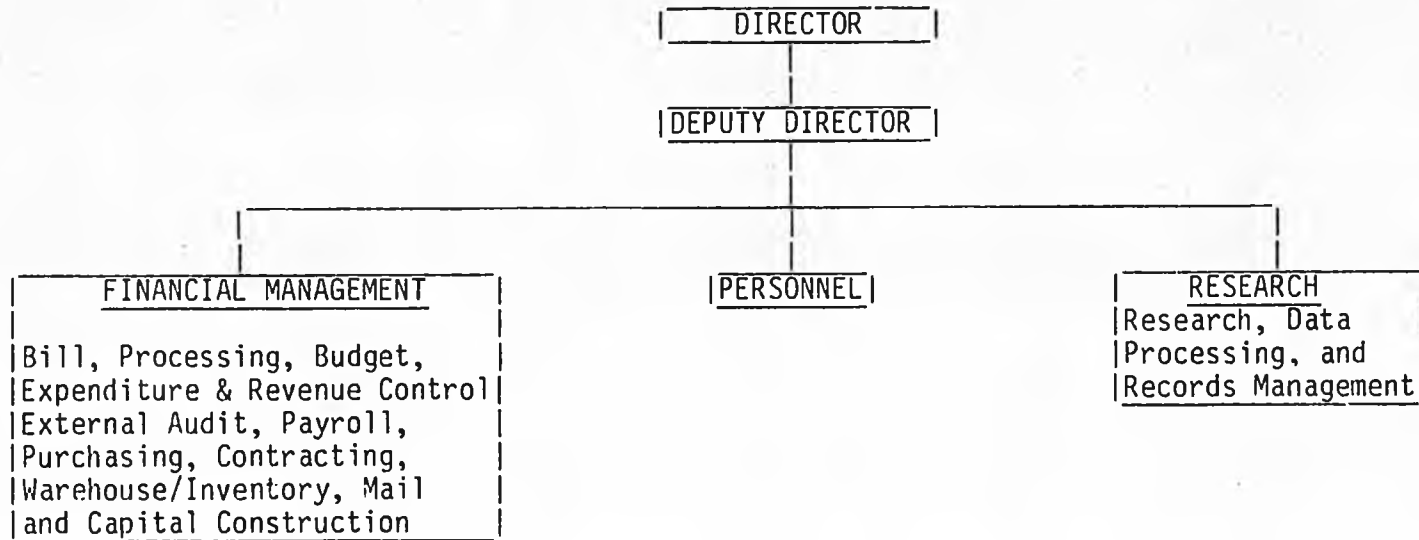 DIRECTOR
DEPUTY DIRECTOR
FINANCIAL MANAGEMENT
Bill, Processing, Budget,
Expenditure & Revenue Control
External Audit, Payroll,
Purchasing, Contracting,
Warehouse/Inventory, Mail
and Capital Construction
PERSONNEL
RESEARCH
Research, Data
Processing, and
Records Management